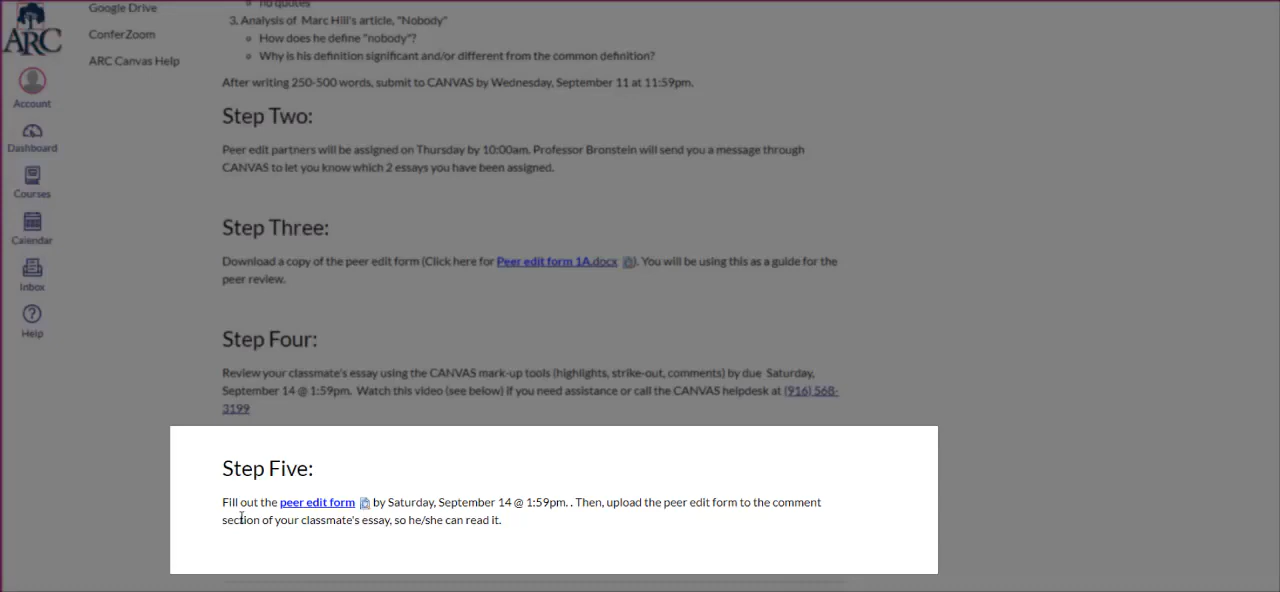 ARC
Account
Dashboard
Courses
Calendar
Inbox
Help
Google Drive
ConferZoom
ARC Canvas Help
no quotes
3. Analysis of Marc Hill's article, "Nobody"
How does he define "nobody"?
Why is his definition significant and/or different from the common definition?
After writing 250-500 words, submit to CANVAS by Wednesday, September 11 at 11:59pm.
Step Two:
Peer edit partners will be assigned on Thursday by 10:00am. Professor Bronstein will send you a message through
CANVAS to let you know which 2 essays you have been assigned.
Step Three:
Download a copy of the peer edit form (Click here for Peer edit form 1A.docx ). You will be using this as a guide for the
peer review.
Step Four:
Review your classmate's essay using the CANVAS mark-up tools (highlights, strike-out, comments) by due Saturday,
September 14 @ 1:59pm. Watch this video (see below) if you need assistance or call the CANVAS helpdesk at (916) 568-
3199
Step Five:
Fill out the peer edit form by Saturday, September 14 @ 1:59pm. . Then, upload the peer edit form to the comment
section of your classmate's essay, so he/she can read it.